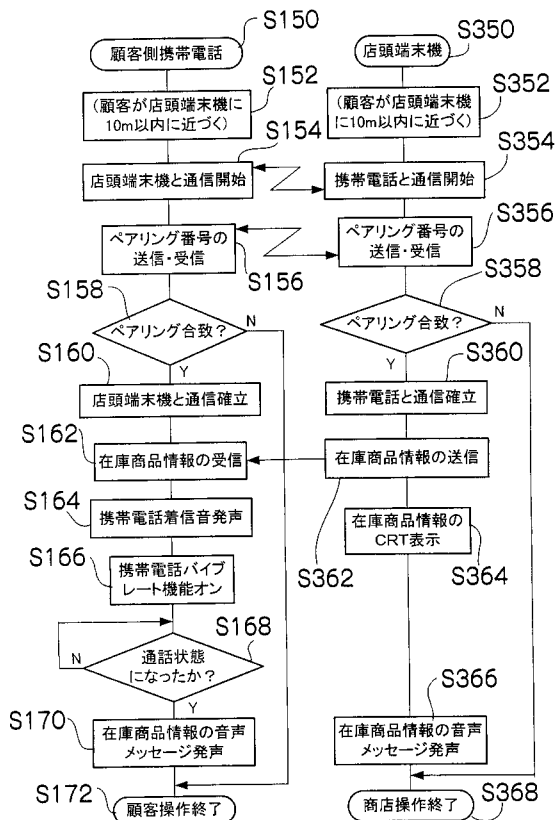 S150
顧客側携帯電話
S152
(顧客が店頭端末機に
10m以内に近づく)
S154
店頭端末機と通信開始
ペアリング番号の
送信・受信
S156
S158
ペアリング合致?
N
Y
S160
店頭端末機と通信確立
S162
在庫商品情報の受信
S164
携帯電話着信音発声
S166
携帯電話バイブ
レート機能オン
S168
通話状態
になったか?
N
Y
S170
在庫商品情報の音声
メッセージ発声
S172
顧客操作終了
S350
店頭端末機
S352
(顧客が店頭端末機
に10m以内に近づく)
S354
携帯電話と通信開始
S356
ペアリング番号の
送信・受信
S358
ペアリング合致?
N
Y
S360
携帯電話と通信確立
在庫商品情報の送信
S362
在庫商品情報の
CRT表示
S364
S366
在庫商品情報の音声
メッセージ発声
S368
商店操作終了